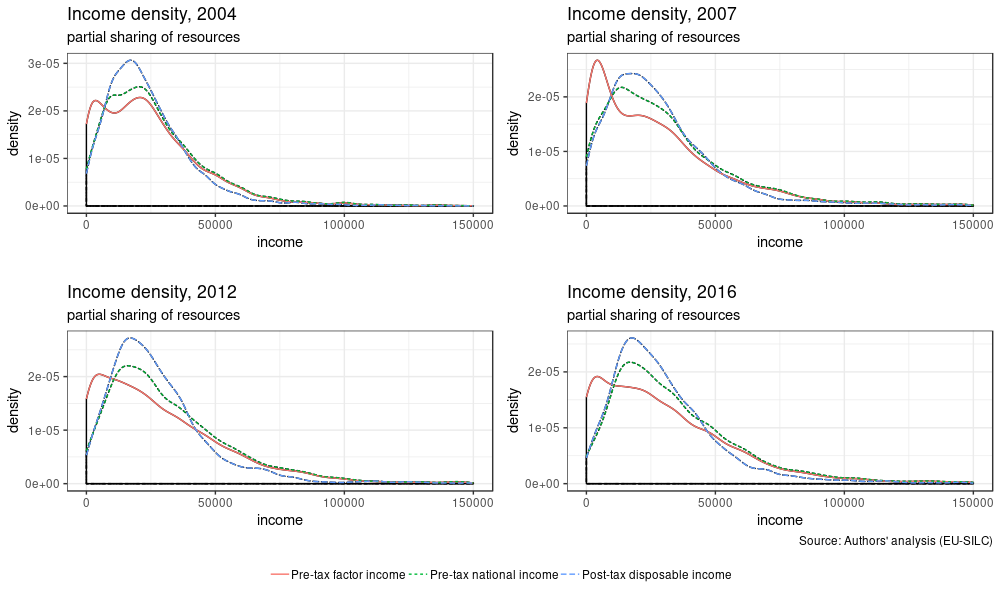 Income density, 2004
partial sharing of resources
density
3e-05
2e-05
1e-05
0e+00
0
50000
100000
150000
income
Income density, 2007
partial sharing of resources
density
2e-05
1e-05
0e+00
0
50000
100000
150000
income
Income density, 2012
partial sharing of resources
density
2e-05
1e-05
0e+00
0
50000
100000
150000
income
Income density, 2016
partial sharing of resources
density
2e-05
1e-05
0e+00
0
50000
100000
150000
income
Source: Authors' analysis (EU-SILC)
Pre-tax factor income
Pre-tax national income
Post-tax disposable income